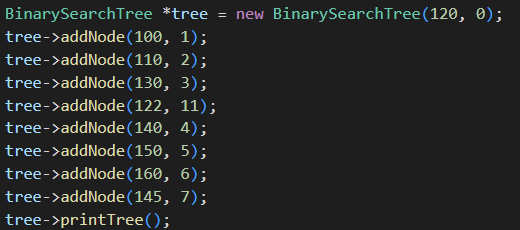 BinarySearchTree *tree = new BinarySearchTree(120, 0);
tree->addNode(100, 1);
tree->addNode(110, 2);
tree->addNode(130, 3);
tree->addNode(122, 11);
tree->addNode(140, 4);
tree->addNode(150, 5);
tree->addNode(160, 6);
tree->addNode(145, 7);
tree->printTree();